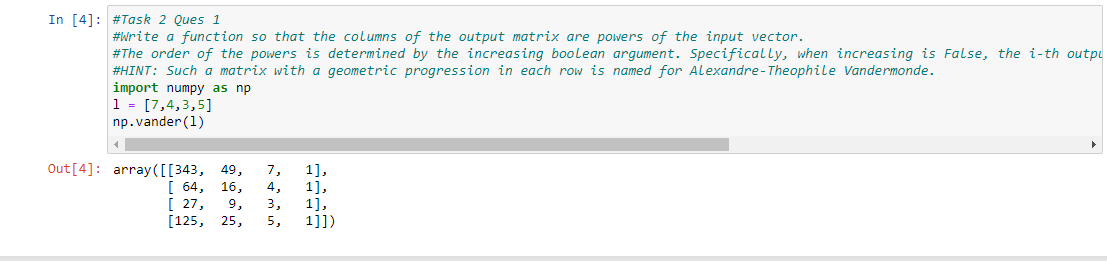 In [4]: #Task 2 Ques 1
#Write a function so that the columns of the output matrix are powers of the input vector.
#The order of the powers is determined by the increasing boolean argument. Specifically, when increasing is False, the i-th outpu
#HINT: Such a matrix with a geometric progression in each row is named for Alexandre-Theophile Vandermonde.
import numpy as np
l = [7,4,3,5]
np.vander(l)
Out[4]: array([[343, 49, 7, 1],
[ 64, 16, 4, 1],
[ 27, 9, 3, 1],
[125, 25, 5, 1]])